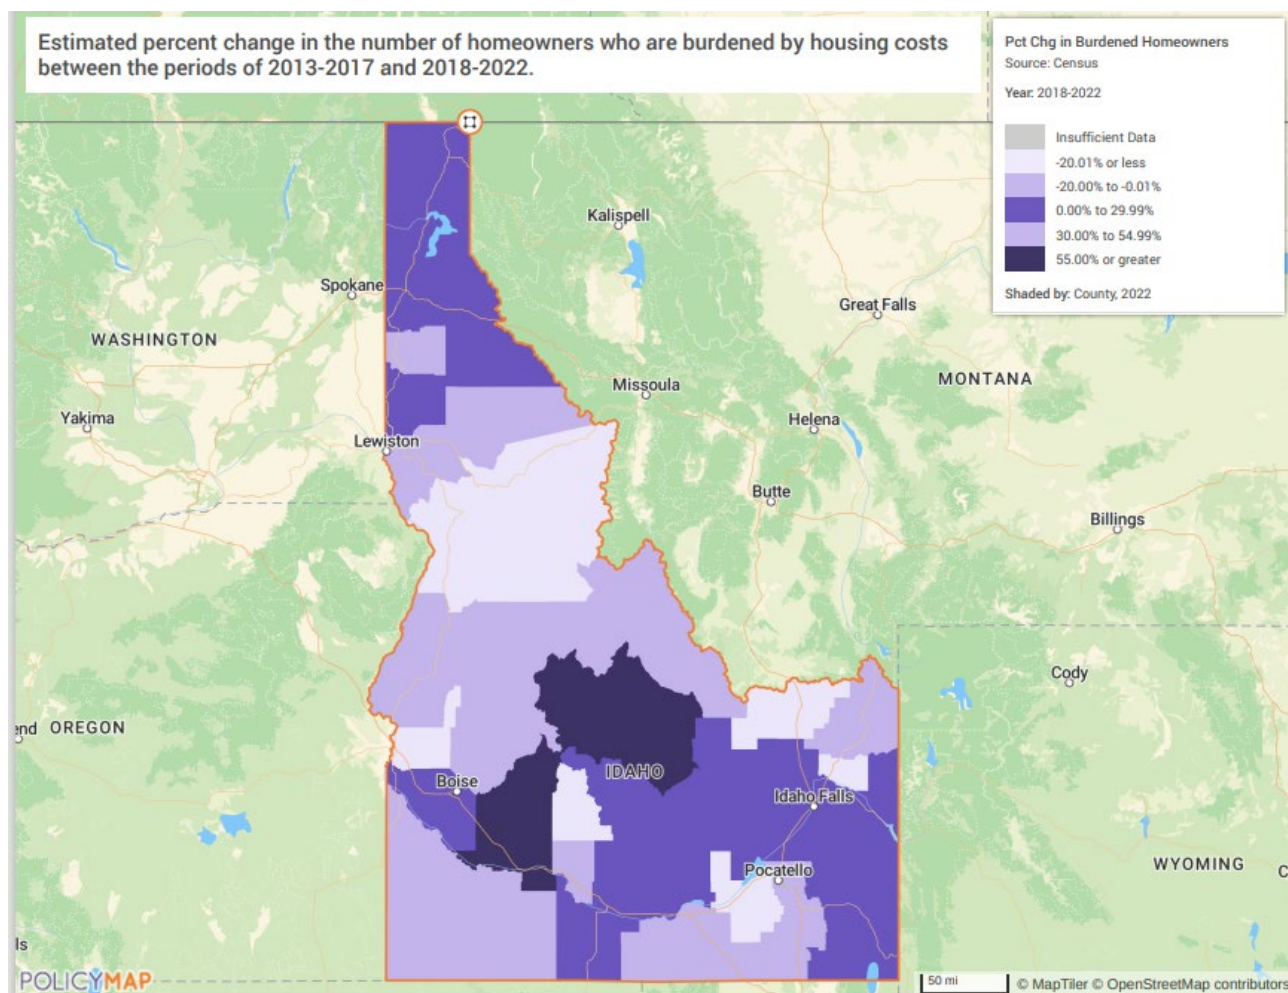 Estimated percent change in the number of homeowners who are burdened by housing costs
between the periods of 2013-2017 and 2018-2022.
Pct Chg in Burdened Homeowners
Source: Census
Year: 2018-2022
Insufficient Data
-20.01% or less
-20.00% to -0.01%
0.00% to 29.99%
30.00% to 54.99%
55.00% or greater
Shaded by: County, 2022
Kalispell
Spokane
Great Falls
WASHINGTON
MONTANA
Missoula
Yakima
Helena
Lewiston
Butte
Billings
Cody
end
OREGON
IDAHO
Boise
Idaho Falls
WYOMING
C
Pocatello
ls
POLICYMAP
50 mi
© MapTiler © OpenStreetMap contributors